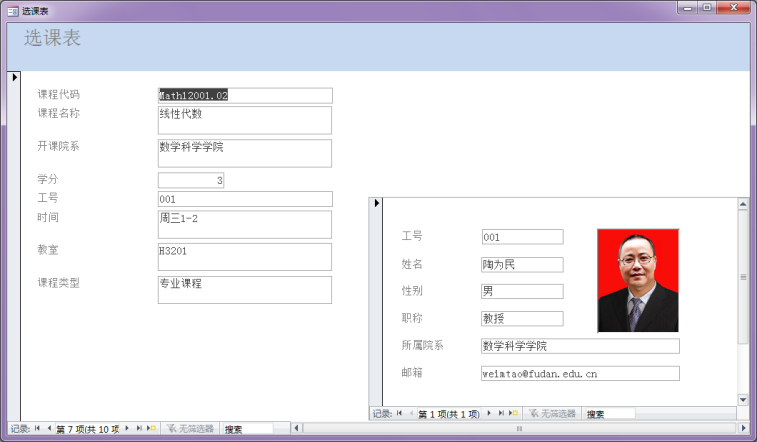 选课表
选课表
课程代码 Math12001.02
课程名称 线性代数
开课院系 数学科学学院
学分 3
工号 001
时间 周三1-2
教室 H3201
课程类型 专业课程
工号 001
姓名 陶为民
性别 男
职称 教授
所属院系 数学科学学院
邮箱 weimtao@fudan.edu.cn
记录: 第 1 项(共 1 项) 无筛选器 搜索
记录: 第 7 项(共 10 项 无筛选器 搜索